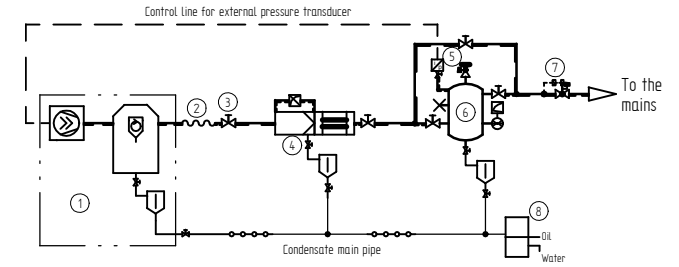 Control line for external pressure transducer
5
7
To the
mains
2
3
6
4
1
8
Oil
Condensate main pipe
Water